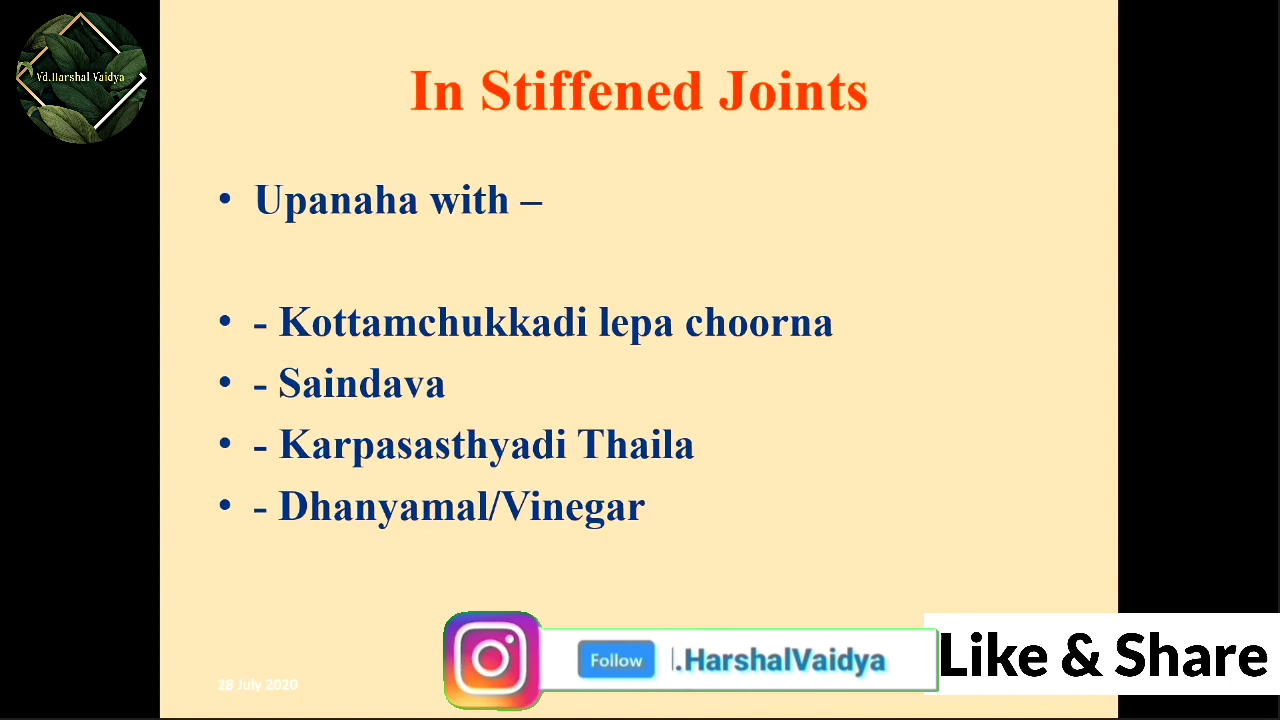 Vd.Harshal Vaidya
In Stiffened Joints
• Upanaha with –
• - Kottamchukkadi lepa choorna
• - Saindava
• - Karpasasthyadi Thaila
• - Dhanyamal/Vinegar
Follow .HarshalVaidya
Like & Share
28 July 2020